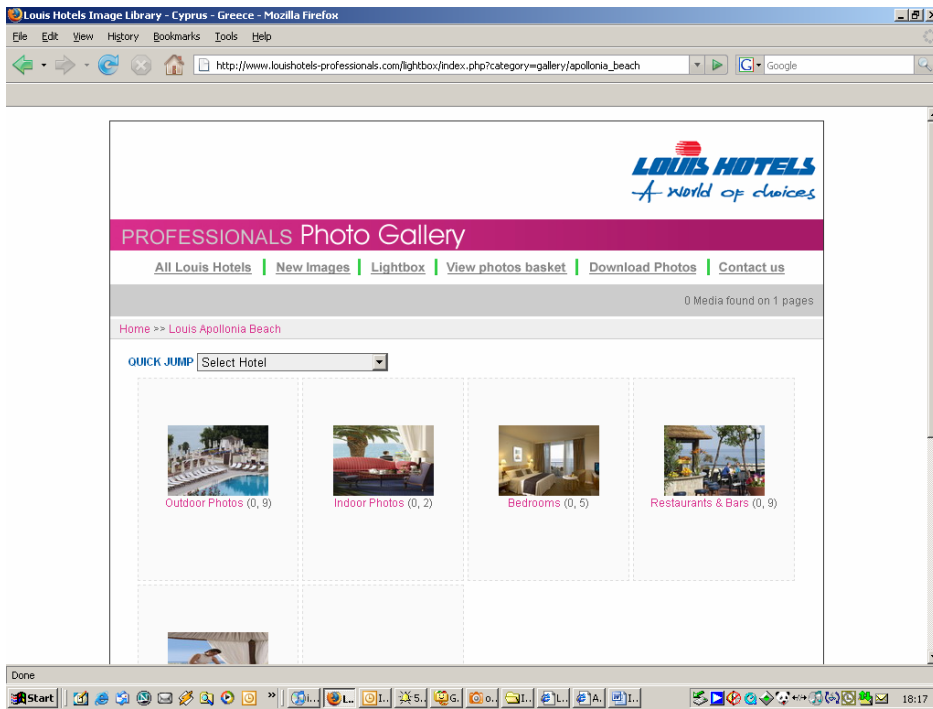 Louis Hotels Image Library - Cyprus - Greece - Mozilla Firefox
File Edit View History Bookmarks Tools Help
http://www.louishotels-professionals.com/lightbox/index.php?category=gallery/apollonia_beach
G Google
LOUIS HOTELS
A world of choices
PROFESSIONALS Photo Gallery
All Louis Hotels | New Images | Lightbox | View photos basket | Download Photos | Contact us
0 Media found on 1 pages
Home >> Louis Apollonia Beach
QUICK JUMP Select Hotel
Outdoor Photos (0, 9) Indoor Photos (0, 2) Bedrooms (0, 5) Restaurants & Bars (0, 9)
Done
Start » i... L... I... 5... G... o... I... L... A... I... 18:17